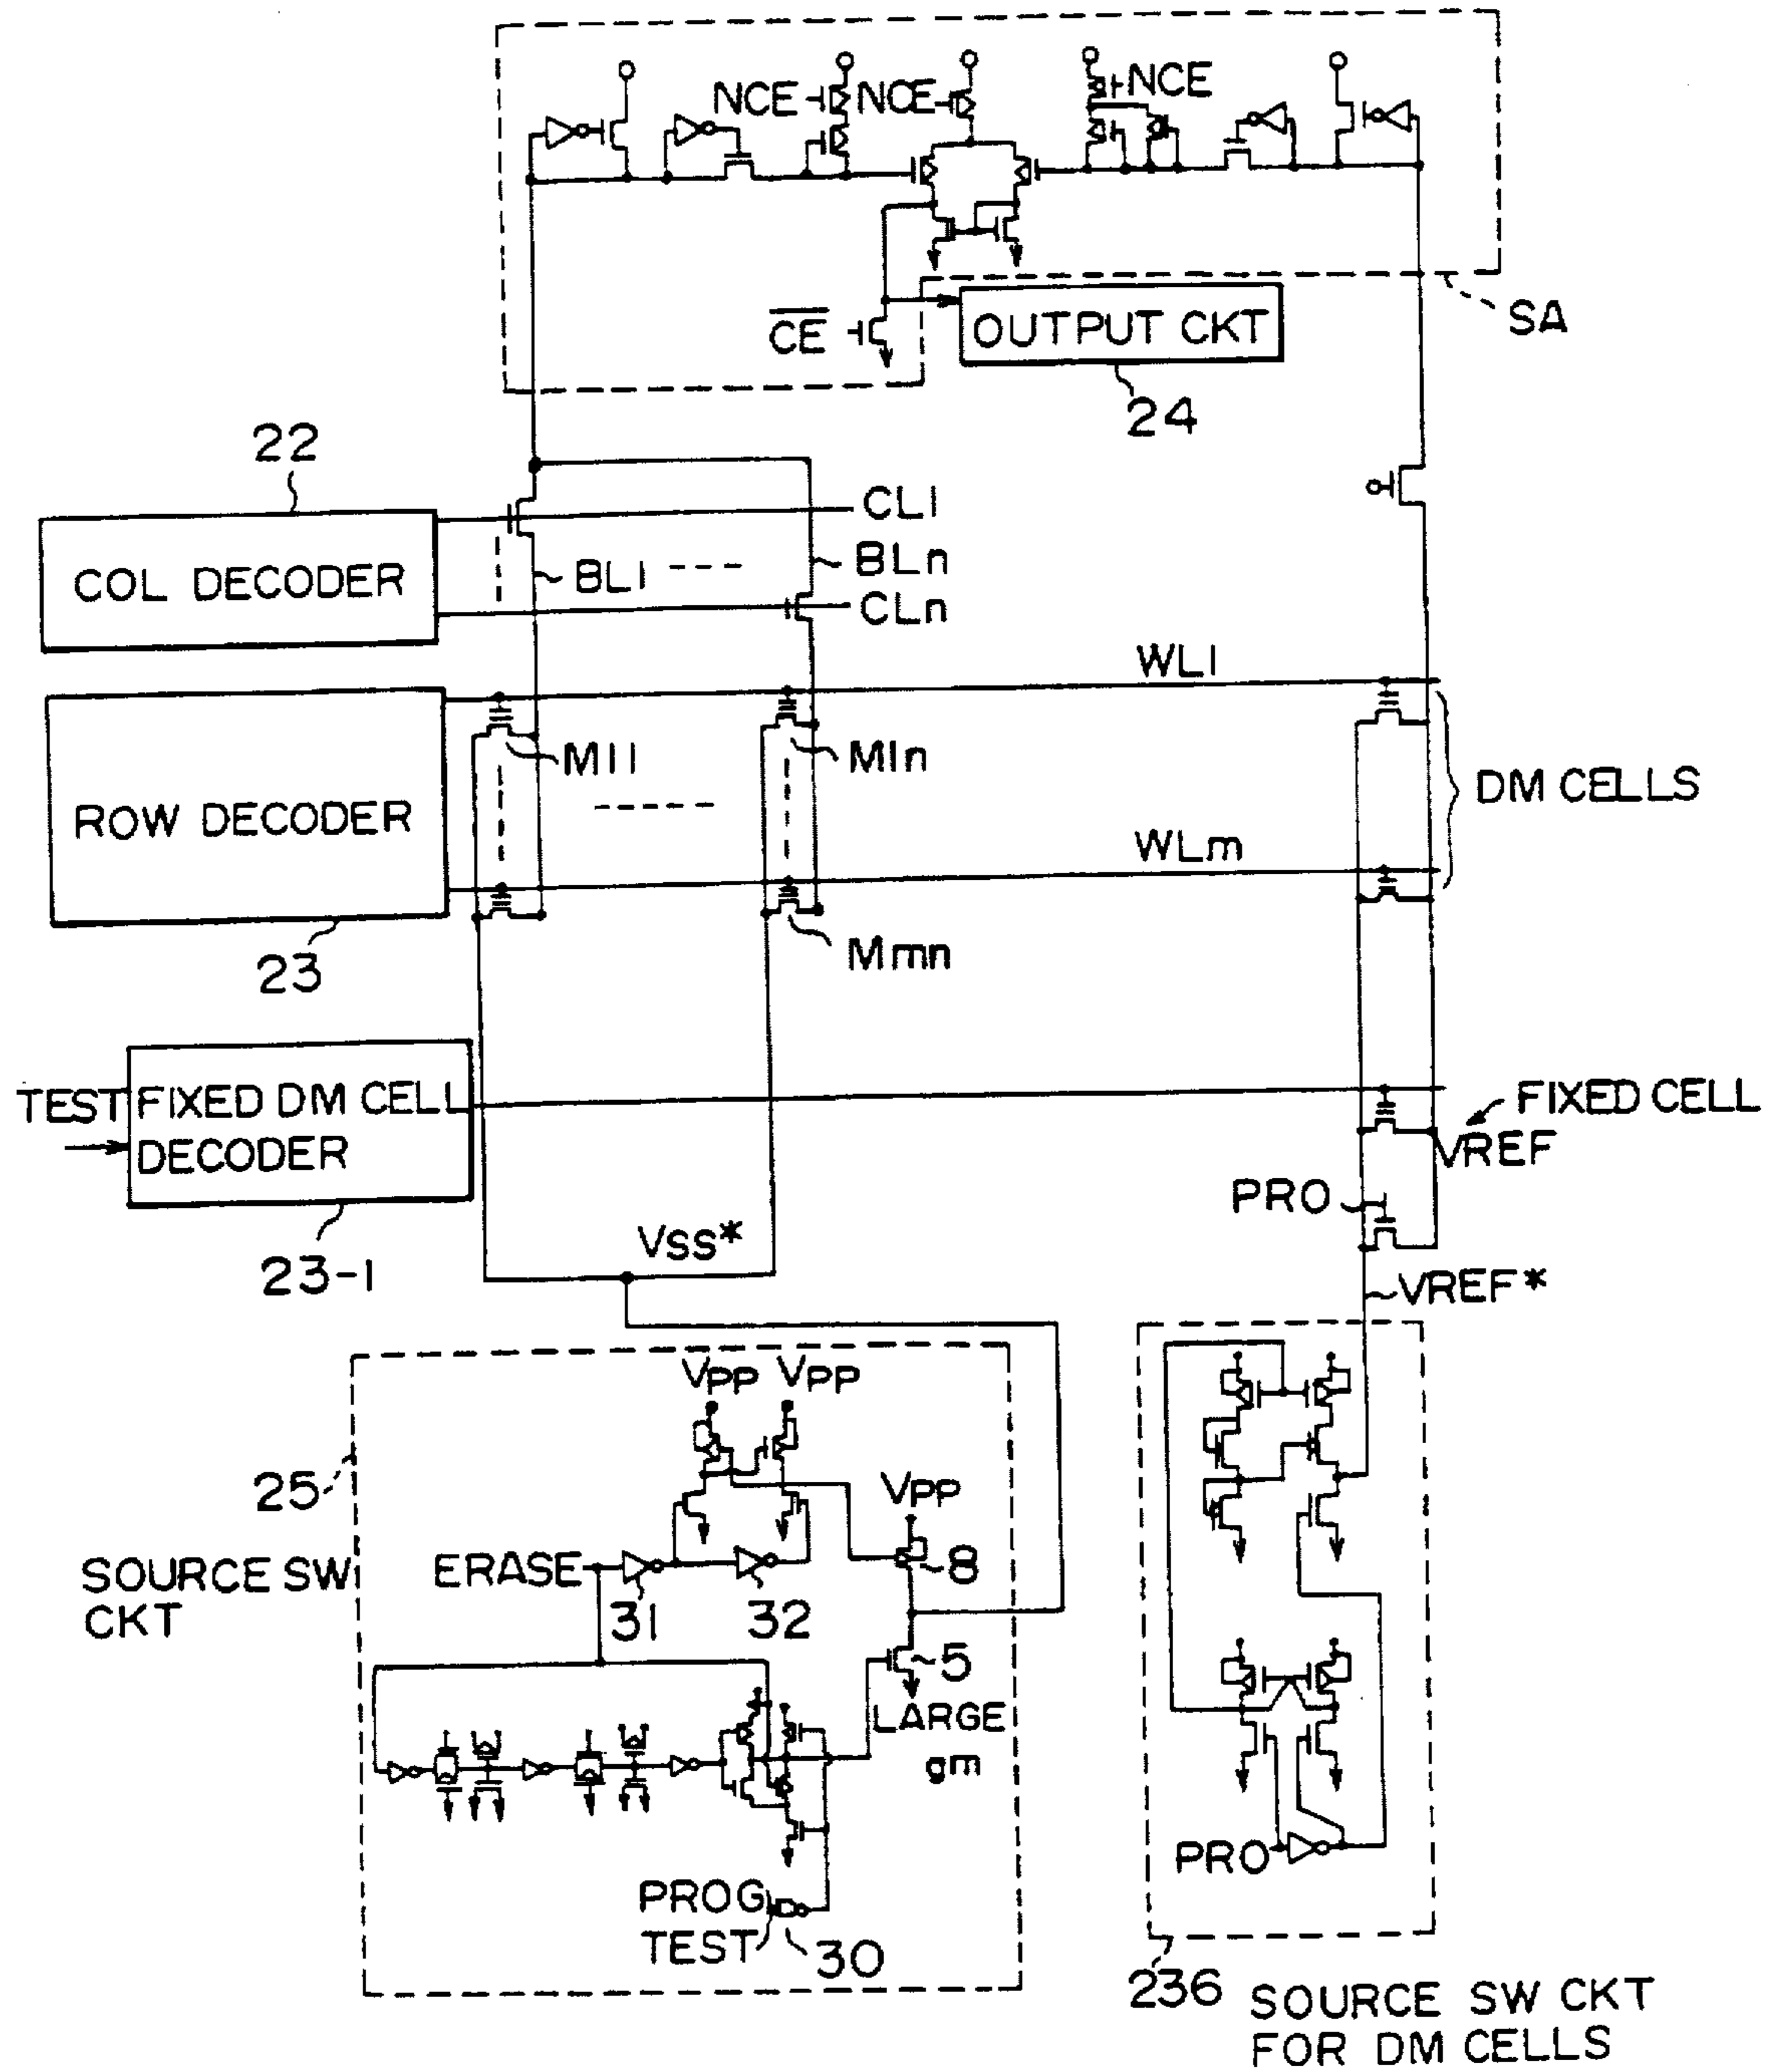 NCE
NCE
NCE
CE
OUTPUT CKT
SA
24
22
COL DECODER
CL1
BL1
BLn
CLn
WL1
M11
M1n
ROW DECODER
DM CELLS
WLm
Mmn
23
TEST
FIXED DM CELL
DECODER
FIXED CELL
VREF
PRO
23-1
VSS*
VREF*
VPP VPP
25
VPP
SOURCE SW
CKT
ERASE
8
31
32
5
LARGE
gm
PRO
PROG
TEST
30
236
SOURCE SW CKT
FOR DM CELLS